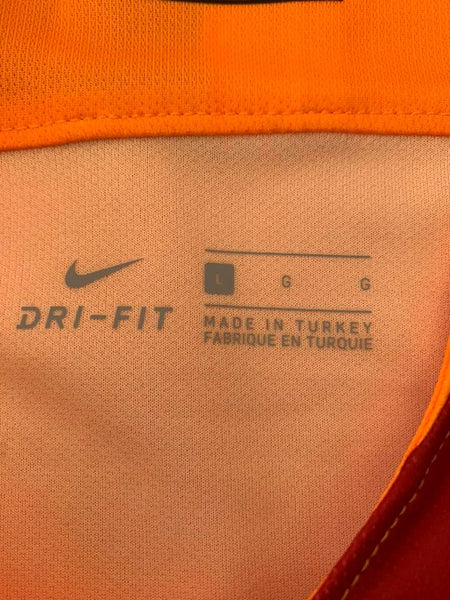 DRI-FIT
L G G
MADE IN TURKEY
FABRIQUE EN TURQUIE